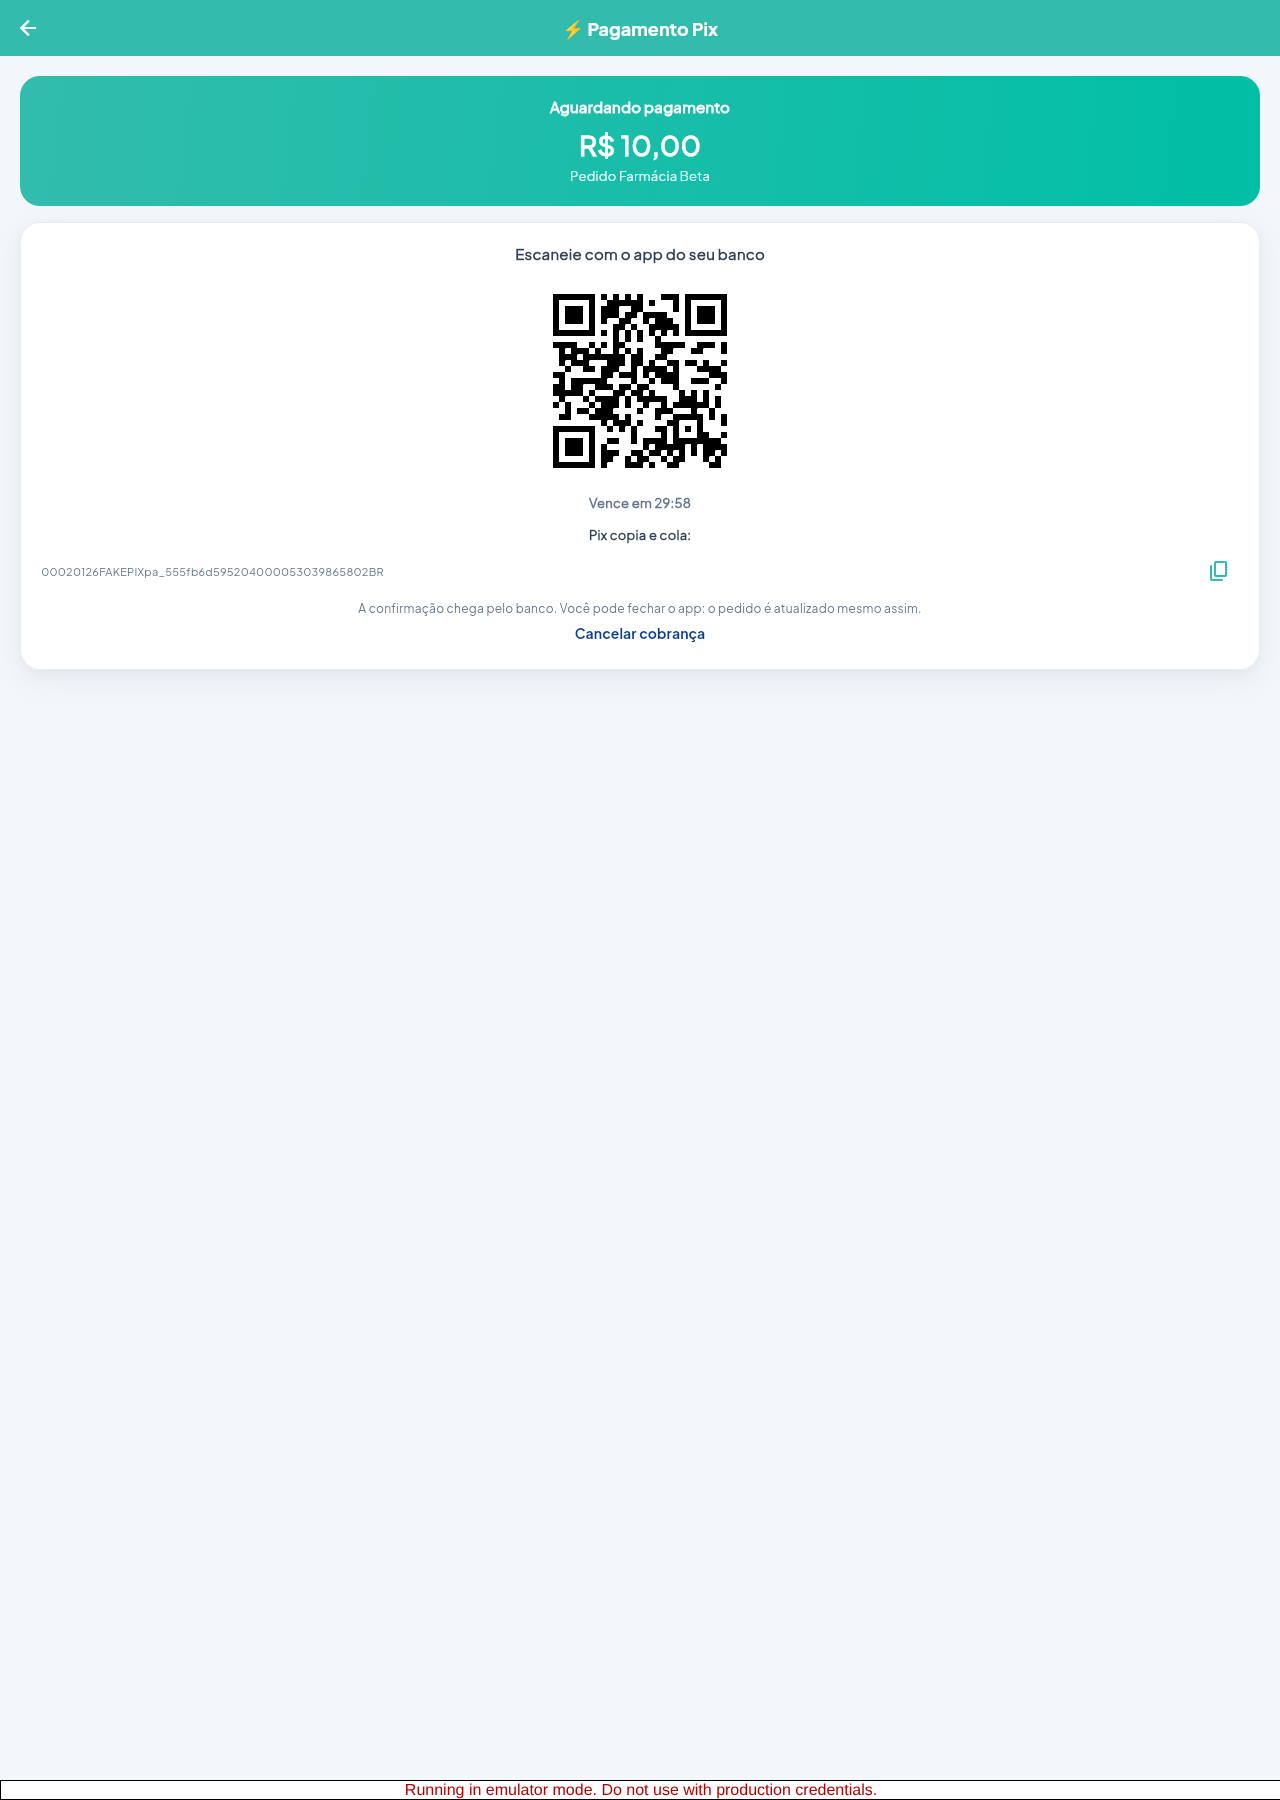 ⚡ Pagamento Pix
Aguardando pagamento
R$ 10,00
Pedido Farmácia Beta
Escaneie com o app do seu banco
Vence em 29:58
Pix copia e cola:
00020126FAKEPIXpa_555fb6d595204000053039865802BR
A confirmação chega pelo banco. Você pode fechar o app: o pedido é atualizado mesmo assim.
Cancelar cobrança
Running in emulator mode. Do not use with production credentials.